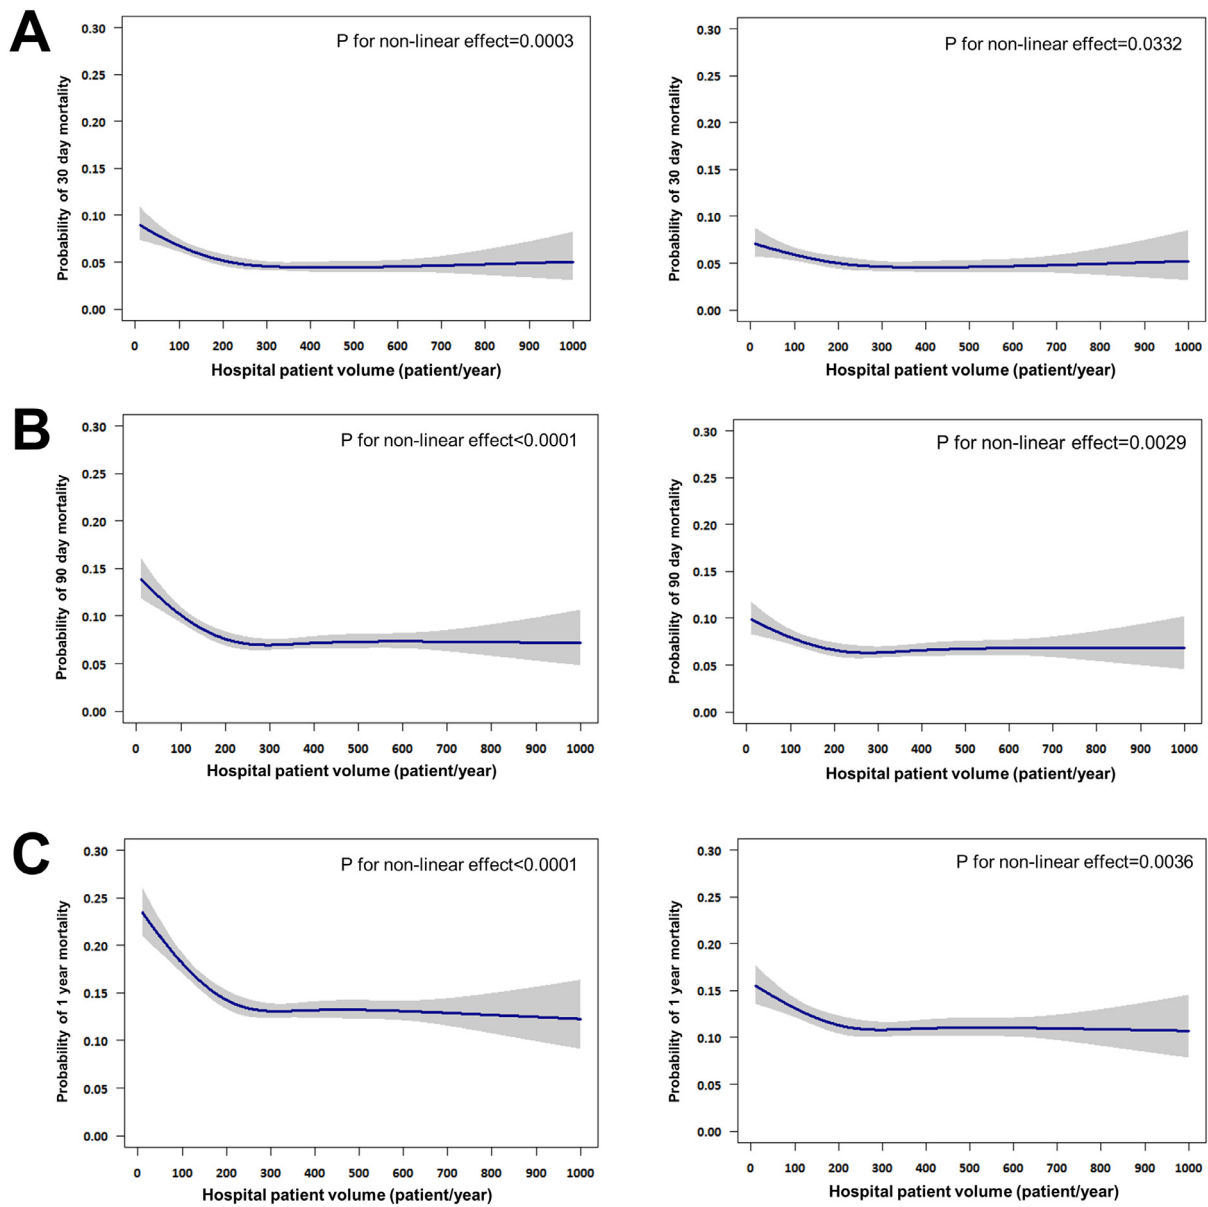 A
P for non-linear effect=0.0003
Probability of 30 day mortality
0.30
0.25
0.20
0.15
0.10
0.05
0.00
0 100 200 300 400 500 600 700 800 900 1000
Hospital patient volume (patient/year)
P for non-linear effect=0.0332
Probability of 30 day mortality
0.30
0.25
0.20
0.15
0.10
0.05
0.00
0 100 200 300 400 500 600 700 800 900 1000
Hospital patient volume (patient/year)
B
P for non-linear effect<0.0001
Probability of 90 day mortality
0.30
0.25
0.20
0.15
0.10
0.05
0.00
0 100 200 300 400 500 600 700 800 900 1000
Hospital patient volume (patient/year)
P for non-linear effect=0.0029
Probability of 90 day mortality
0.30
0.25
0.20
0.15
0.10
0.05
0.00
0 100 200 300 400 500 600 700 800 900 1000
Hospital patient volume (patient/year)
C
P for non-linear effect<0.0001
Probability of 1 year mortality
0.30
0.25
0.20
0.15
0.10
0.05
0.00
0 100 200 300 400 500 600 700 800 900 1000
Hospital patient volume (patient/year)
P for non-linear effect=0.0036
Probability of 1 year mortality
0.30
0.25
0.20
0.15
0.10
0.05
0.00
0 100 200 300 400 500 600 700 800 900 1000
Hospital patient volume (patient/year)